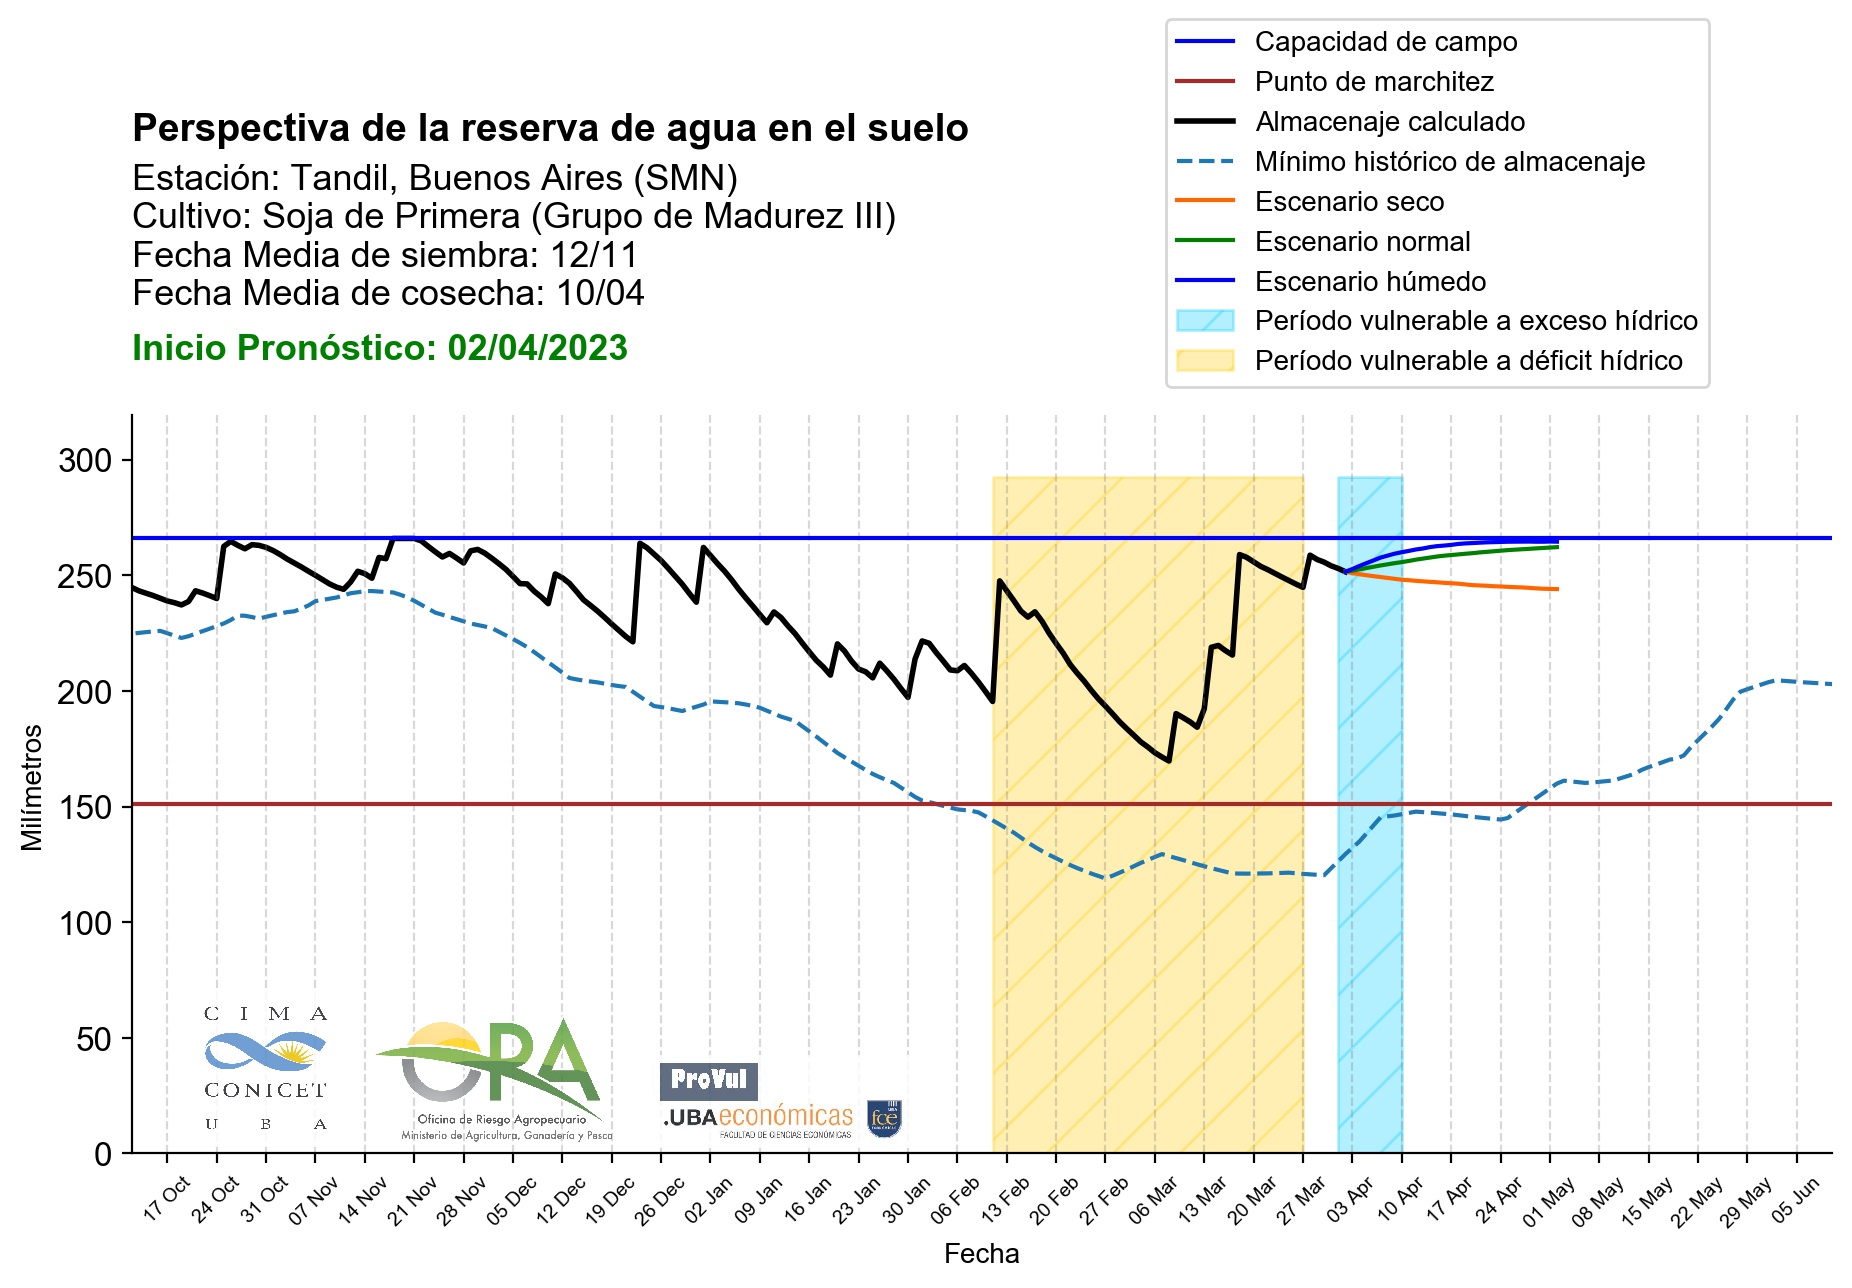 Capacidad de campo
Punto de marchitez
Almacenaje calculado
Mínimo histórico de almacenaje
Escenario seco
Escenario normal
Escenario húmedo
Período vulnerable a exceso hídrico
Período vulnerable a déficit hídrico
Perspectiva de la reserva de agua en el suelo
Estación: Tandil, Buenos Aires (SMN)
Cultivo: Soja de Primera (Grupo de Madurez III)
Fecha Media de siembra: 12/11
Fecha Media de cosecha: 10/04
Inicio Pronóstico: 02/04/2023
300
250
200
150
100
50
0
Milímetros
C I M A
CONICET
U B A
ORA
Oficina de Riesgo Agropecuario
Ministerio de Agricultura, Ganadería y Pesca
ProVul
.UBAeconómicas
FACULTAD DE CIENCIAS ECONÓMICAS
UBA
fce
ECONÓMICAS
17 Oct
24 Oct
31 Oct
07 Nov
14 Nov
21 Nov
28 Nov
05 Dec
12 Dec
19 Dec
26 Dec
02 Jan
09 Jan
16 Jan
23 Jan
30 Jan
06 Feb
13 Feb
20 Feb
27 Feb
06 Mar
13 Mar
20 Mar
27 Mar
03 Apr
10 Apr
17 Apr
24 Apr
01 May
08 May
15 May
22 May
29 May
05 Jun
Fecha